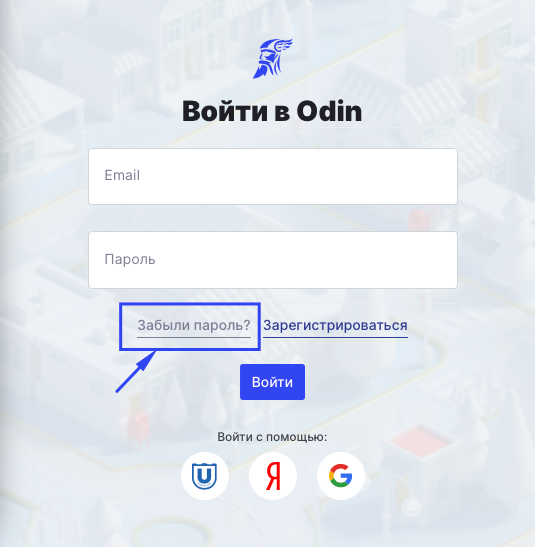 Войти в Odin
Email
Пароль
Забыли пароль? Зарегистрироваться
Войти
Войти с помощью:
U Я G